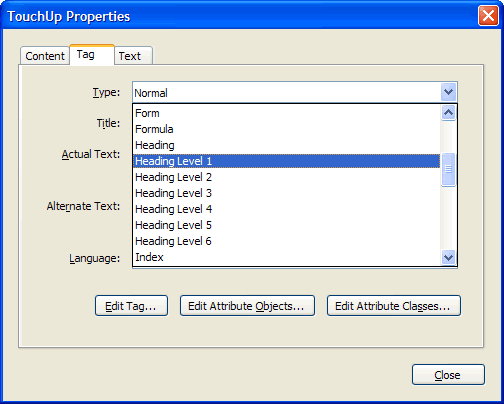 TouchUp Properties
Content Tag Text
Type: Normal
Form
Title:
Formula
Heading
Actual Text:
Heading Level 1
Heading Level 2
Heading Level 3
Alternate Text:
Heading Level 4
Heading Level 5
Heading Level 6
Language:
Index
Edit Tag... Edit Attribute Objects... Edit Attribute Classes...
Close